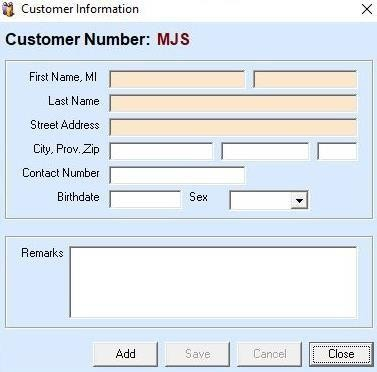 Customer Information
Customer Number: MJS
First Name, MI
Last Name
Street Address
City, Prov. Zip
Contact Number
Birthdate Sex
Remarks
Add Save Cancel Close